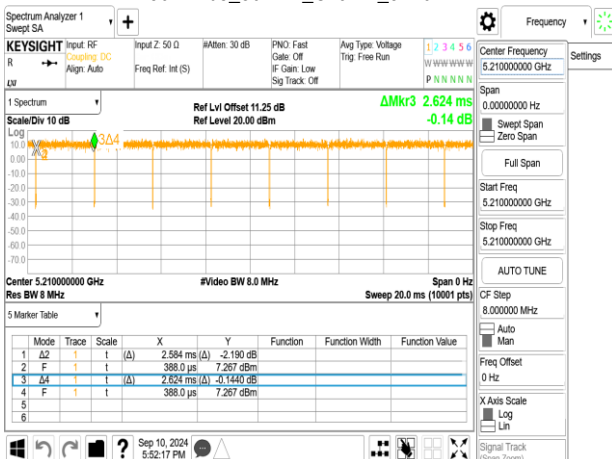 Spectrum Analyzer 1
Swept SA
Frequency
KEYSIGHT
Input: RF
Coupling: DC
Align: Auto
Input Z: 50 Ω
Freq Ref: Int (S)
#Atten: 30 dB
PNO: Fast
Gate: Off
IF Gain: Low
Sig Track: Off
Avg Type: Voltage
Trig: Free Run
1 2 3 4 5 6
W W W W W W
P N N N N N
R
LXI
1 Spectrum
Scale/Div 10 dB
Ref Lvl Offset 11.25 dB
Ref Level 20.00 dBm
ΔMkr3 2.624 ms
-0.14 dB
Log
10.0
0.00
-10.0
-20.0
-30.0
-40.0
-50.0
-60.0
-70.0
3Δ4
Center 5.210000000 GHz
Res BW 8 MHz
#Video BW 8.0 MHz
Span 0 Hz
Sweep 20.0 ms (10001 pts)
5 Marker Table
Mode Trace Scale X Y Function Function Width Function Value
1 Δ2 1 t (Δ) 2.584 ms (Δ) -2.190 dB
2 F 1 t 388.0 µs 7.267 dBm
3 Δ4 1 t (Δ) 2.624 ms (Δ) -0.1440 dB
4 F 1 t 388.0 µs 7.267 dBm
5
6
Sep 10, 2024
5:52:17 PM
Center Frequency
5.210000000 GHz
Span
0.00000000 Hz
Swept Span
Zero Span
Full Span
Start Freq
5.210000000 GHz
Stop Freq
5.210000000 GHz
AUTO TUNE
CF Step
8.000000 MHz
Auto
Man
Freq Offset
0 Hz
X Axis Scale
Log
Lin
Signal Track
(Span Zoom)
Settings